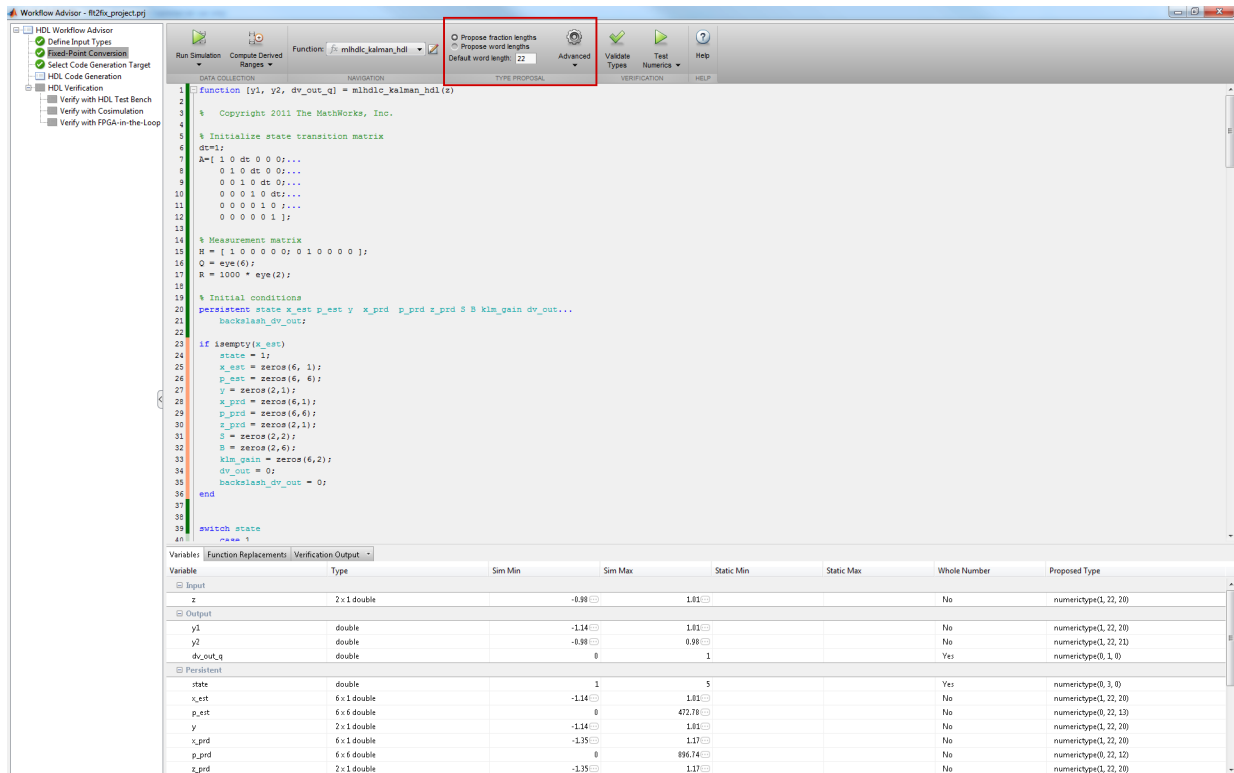 Workflow Advisor - flt2fix_project.prj
HDL Workflow Advisor
Define Input Types
Fixed-Point Conversion
Select Code Generation Target
HDL Code Generation
HDL Verification
Verify with HDL Test Bench
Verify with Cosimulation
Verify with FPGA-in-the-Loop
Run Simulation
Compute Derived Ranges
Function: fx mlhdlc_kalman_hdl
Propose fraction lengths
Propose word lengths
Default word length: 22
Advanced
Validate Types
Test Numerics
Help
DATA COLLECTION NAVIGATION TYPE PROPOSAL VERIFICATION HELP
1 function [y1, y2, dv_out_q] = mlhdlc_kalman_hdl(z)
2
3 % Copyright 2011 The MathWorks, Inc.
4
5 % Initialize state transition matrix
6 dt=1;
7 A=[ 1 0 dt 0 0 0;...
8 0 1 0 dt 0 0;...
9 0 0 1 0 dt 0;...
10 0 0 0 1 0 dt;...
11 0 0 0 0 1 0 ;...
12 0 0 0 0 0 1 ];
13
14 % Measurement matrix
15 H = [ 1 0 0 0 0 0; 0 1 0 0 0 0 ];
16 Q = eye(6);
17 R = 1000 * eye(2);
18
19 % Initial conditions
20 persistent state x_est p_est y x_prd p_prd z_prd S B klm_gain dv_out...
21 backslash_dv_out;
22
23 if isempty(x_est)
24 state = 1;
25 x_est = zeros(6, 1);
26 p_est = zeros(6, 6);
27 y = zeros(2,1);
28 x_prd = zeros(6,1);
29 p_prd = zeros(6,6);
30 z_prd = zeros(2,1);
31 S = zeros(2,2);
32 B = zeros(2,6);
33 klm_gain = zeros(6,2);
34 dv_out = 0;
35 backslash_dv_out = 0;
36 end
37
38
39 switch state
40 case 1
Variables Function Replacements Verification Output
Variable Type Sim Min Sim Max Static Min Static Max Whole Number Proposed Type
Input
z 2 x 1 double -0.98 1.01 No numerictype(1, 22, 20)
Output
y1 double -1.14 1.01 No numerictype(1, 22, 20)
y2 double -0.98 0.98 No numerictype(1, 22, 21)
dv_out_q double 0 1 Yes numerictype(0, 1, 0)
Persistent
state double 1 5 Yes numerictype(0, 3, 0)
x_est 6 x 1 double -1.14 1.01 No numerictype(1, 22, 20)
p_est 6 x 6 double 0 472.78 No numerictype(0, 22, 13)
y 2 x 1 double -1.14 1.01 No numerictype(1, 22, 20)
x_prd 6 x 1 double -1.35 1.17 No numerictype(1, 22, 20)
p_prd 6 x 6 double 0 896.74 No numerictype(0, 22, 12)
z_prd 2 x 1 double -1.35 1.17 No numerictype(1, 22, 20)